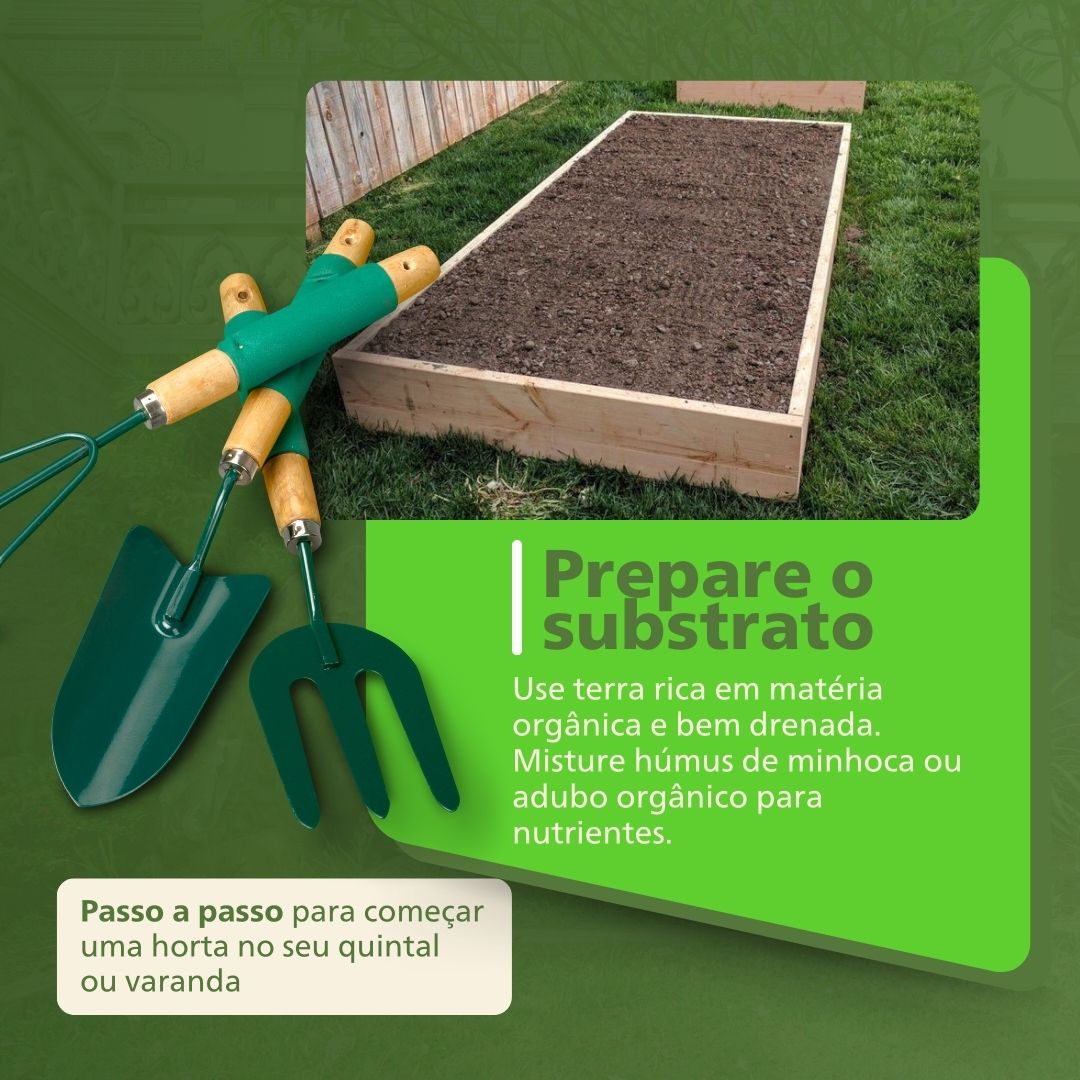 Prepare o
substrato
Use terra rica em matéria
orgânica e bem drenada.
Misture húmus de minhoca ou
adubo orgânico para
nutrientes.
Passo a passo para começar
uma horta no seu quintal
ou varanda